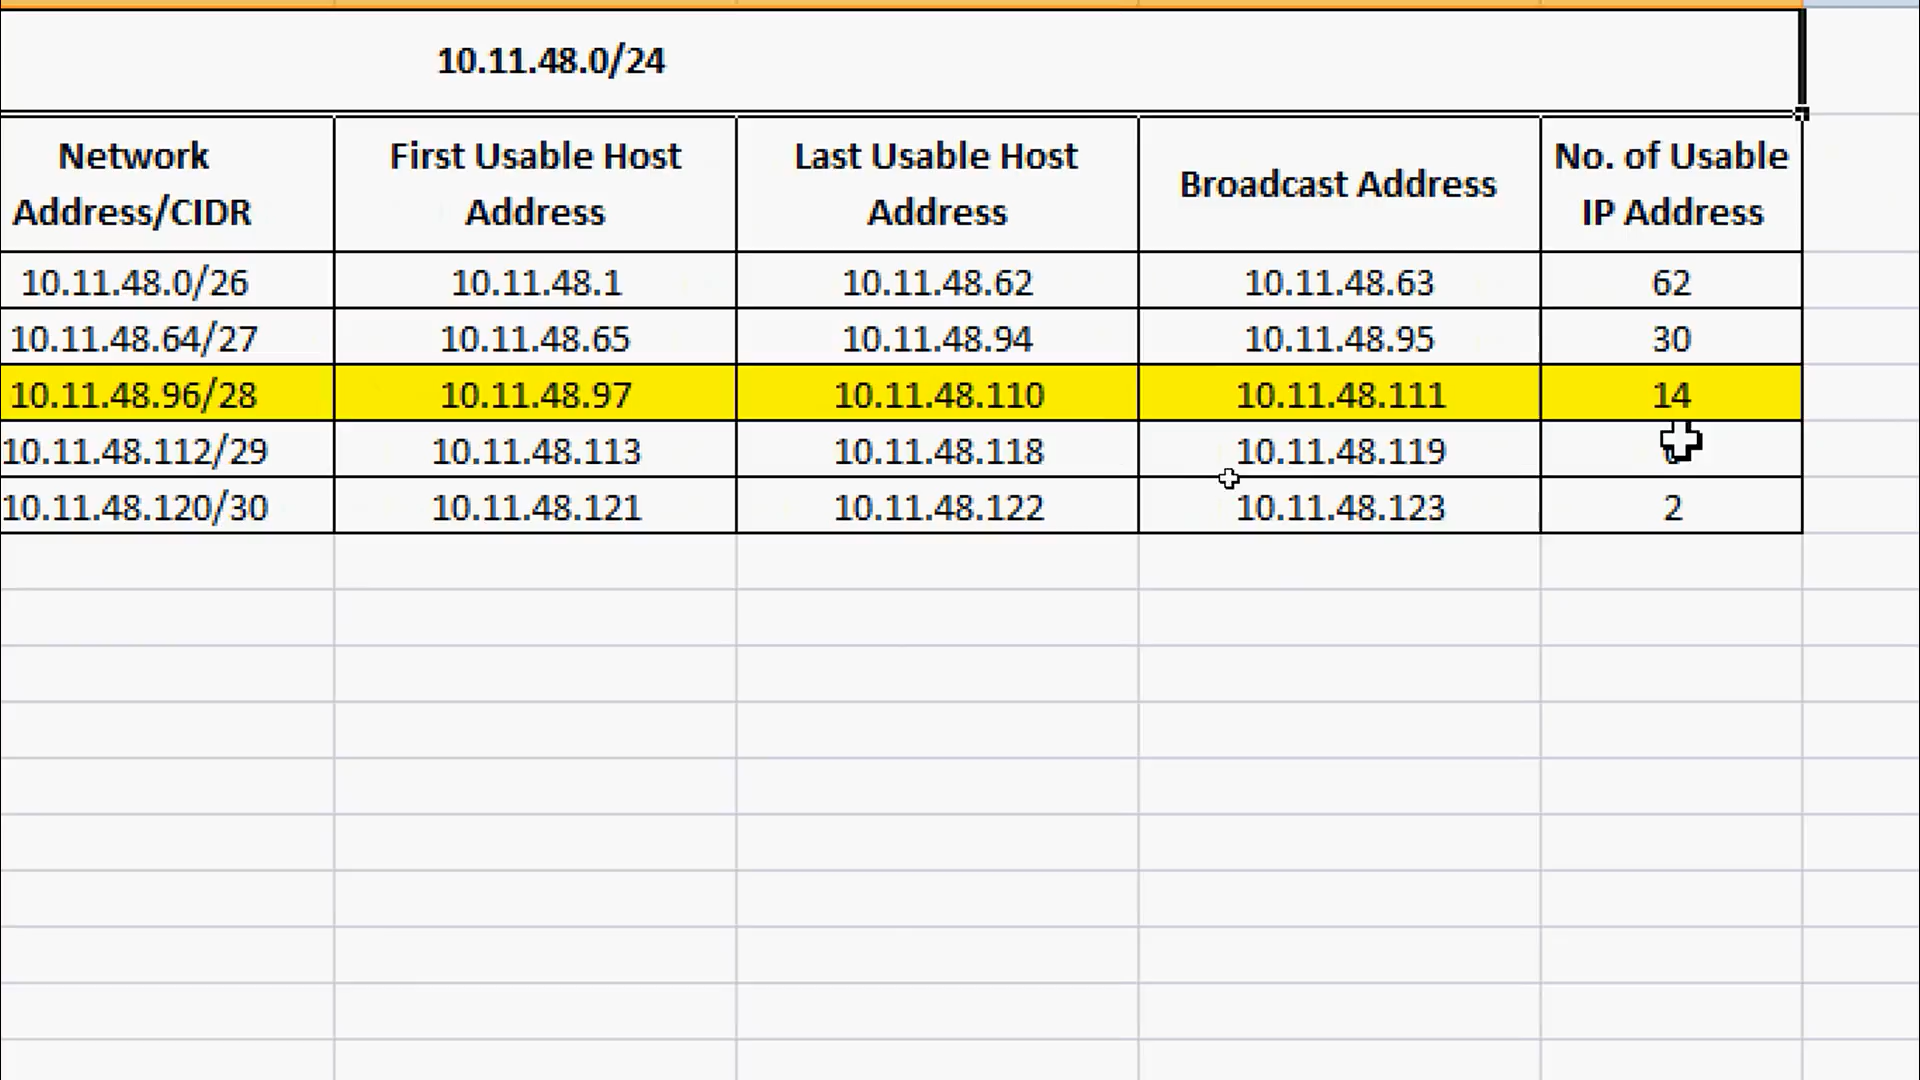 10.11.48.0/24
Network Address/CIDR First Usable Host Address Last Usable Host Address Broadcast Address No. of Usable IP Address
10.11.48.0/26 10.11.48.1 10.11.48.62 10.11.48.63 62
10.11.48.64/27 10.11.48.65 10.11.48.94 10.11.48.95 30
10.11.48.96/28 10.11.48.97 10.11.48.110 10.11.48.111 14
10.11.48.112/29 10.11.48.113 10.11.48.118 10.11.48.119
10.11.48.120/30 10.11.48.121 10.11.48.122 10.11.48.123 2